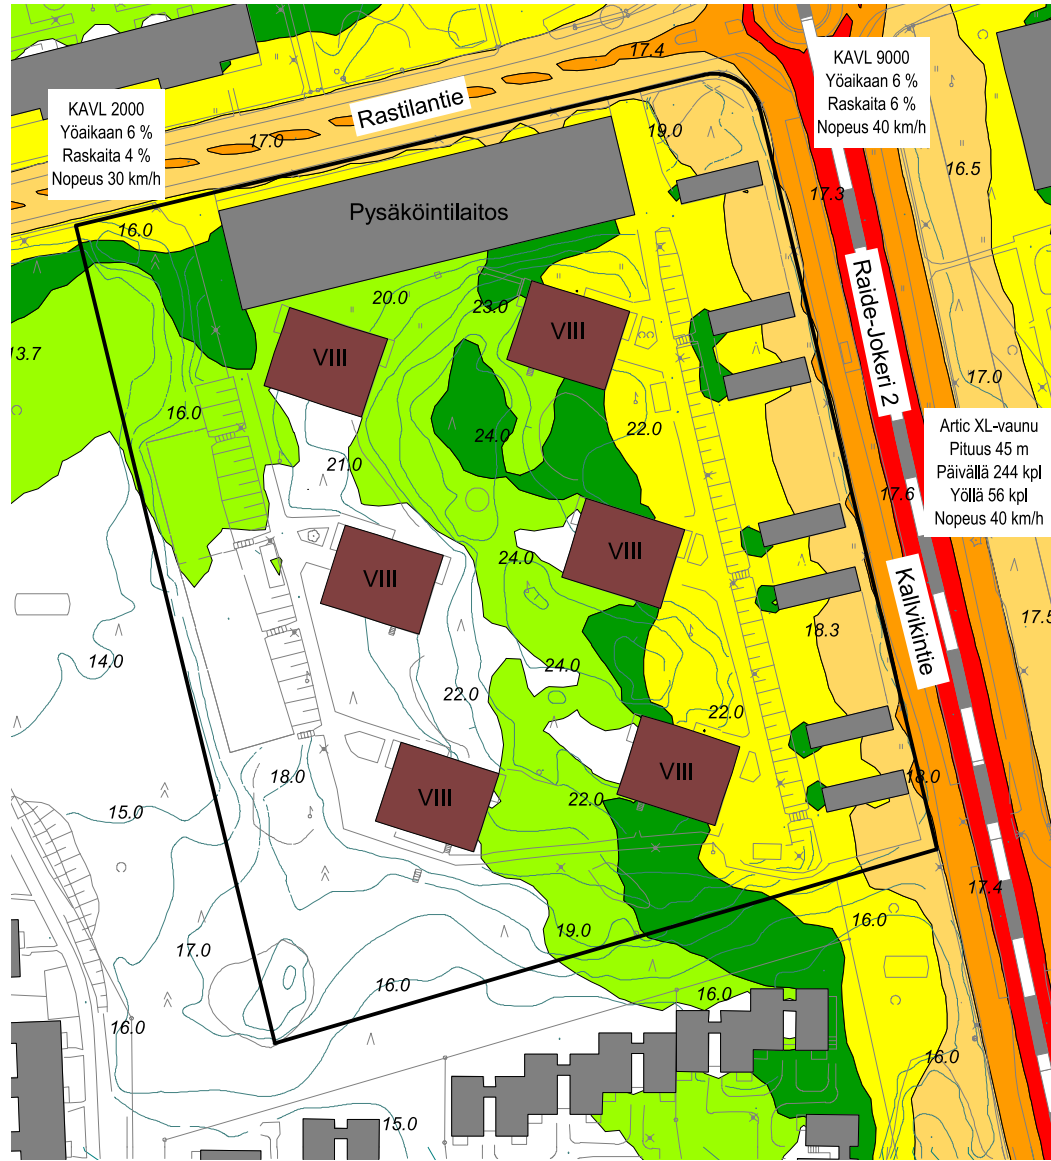 17.4
KAVL 9000
Yöaikaan 6 %
Raskaita 6 %
Nopeus 40 km/h
KAVL 2000
Yöaikaan 6 %
Raskaita 4 %
Nopeus 30 km/h
Rastilantie
17.0
19.0
16.5
17.3
Pysäköintilaitos
16.0
Raide-Jokeri 2
20.0
23.0
VIII
VIII
13.7
17.0
16.0
22.0
24.0
Artic XL-vaunu
Pituus 45 m
Päivällä 244 kpl
Yöllä 56 kpl
Nopeus 40 km/h
21.0
17.6
VIII
24.0
VIII
Kallvikintie
17.5
18.3
14.0
24.0
22.0
22.0
VIII
18.0
18.0
VIII
22.0
15.0
17.4
16.0
19.0
17.0
16.0
16.0
16.0
16.0
15.0